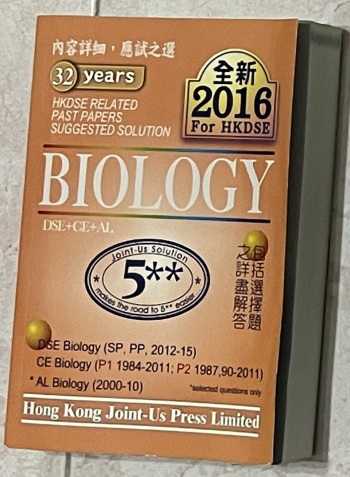 內容詳細，應試之選
32 years
全新
2016
For HKDSE
HKDSE RELATED
PAST PAPERS
SUGGESTED SOLUTION
BIOLOGY
DSE+CE+AL
Joint-Us Solution
5**
makes the road to 5** easier
包括選擇題
之詳盡解答
DSE Biology (SP, PP, 2012-15)
CE Biology (P1 1984-2011; P2 1987,90-2011)
* AL Biology (2000-10)
*selected questions only
Hong Kong Joint-Us Press Limited